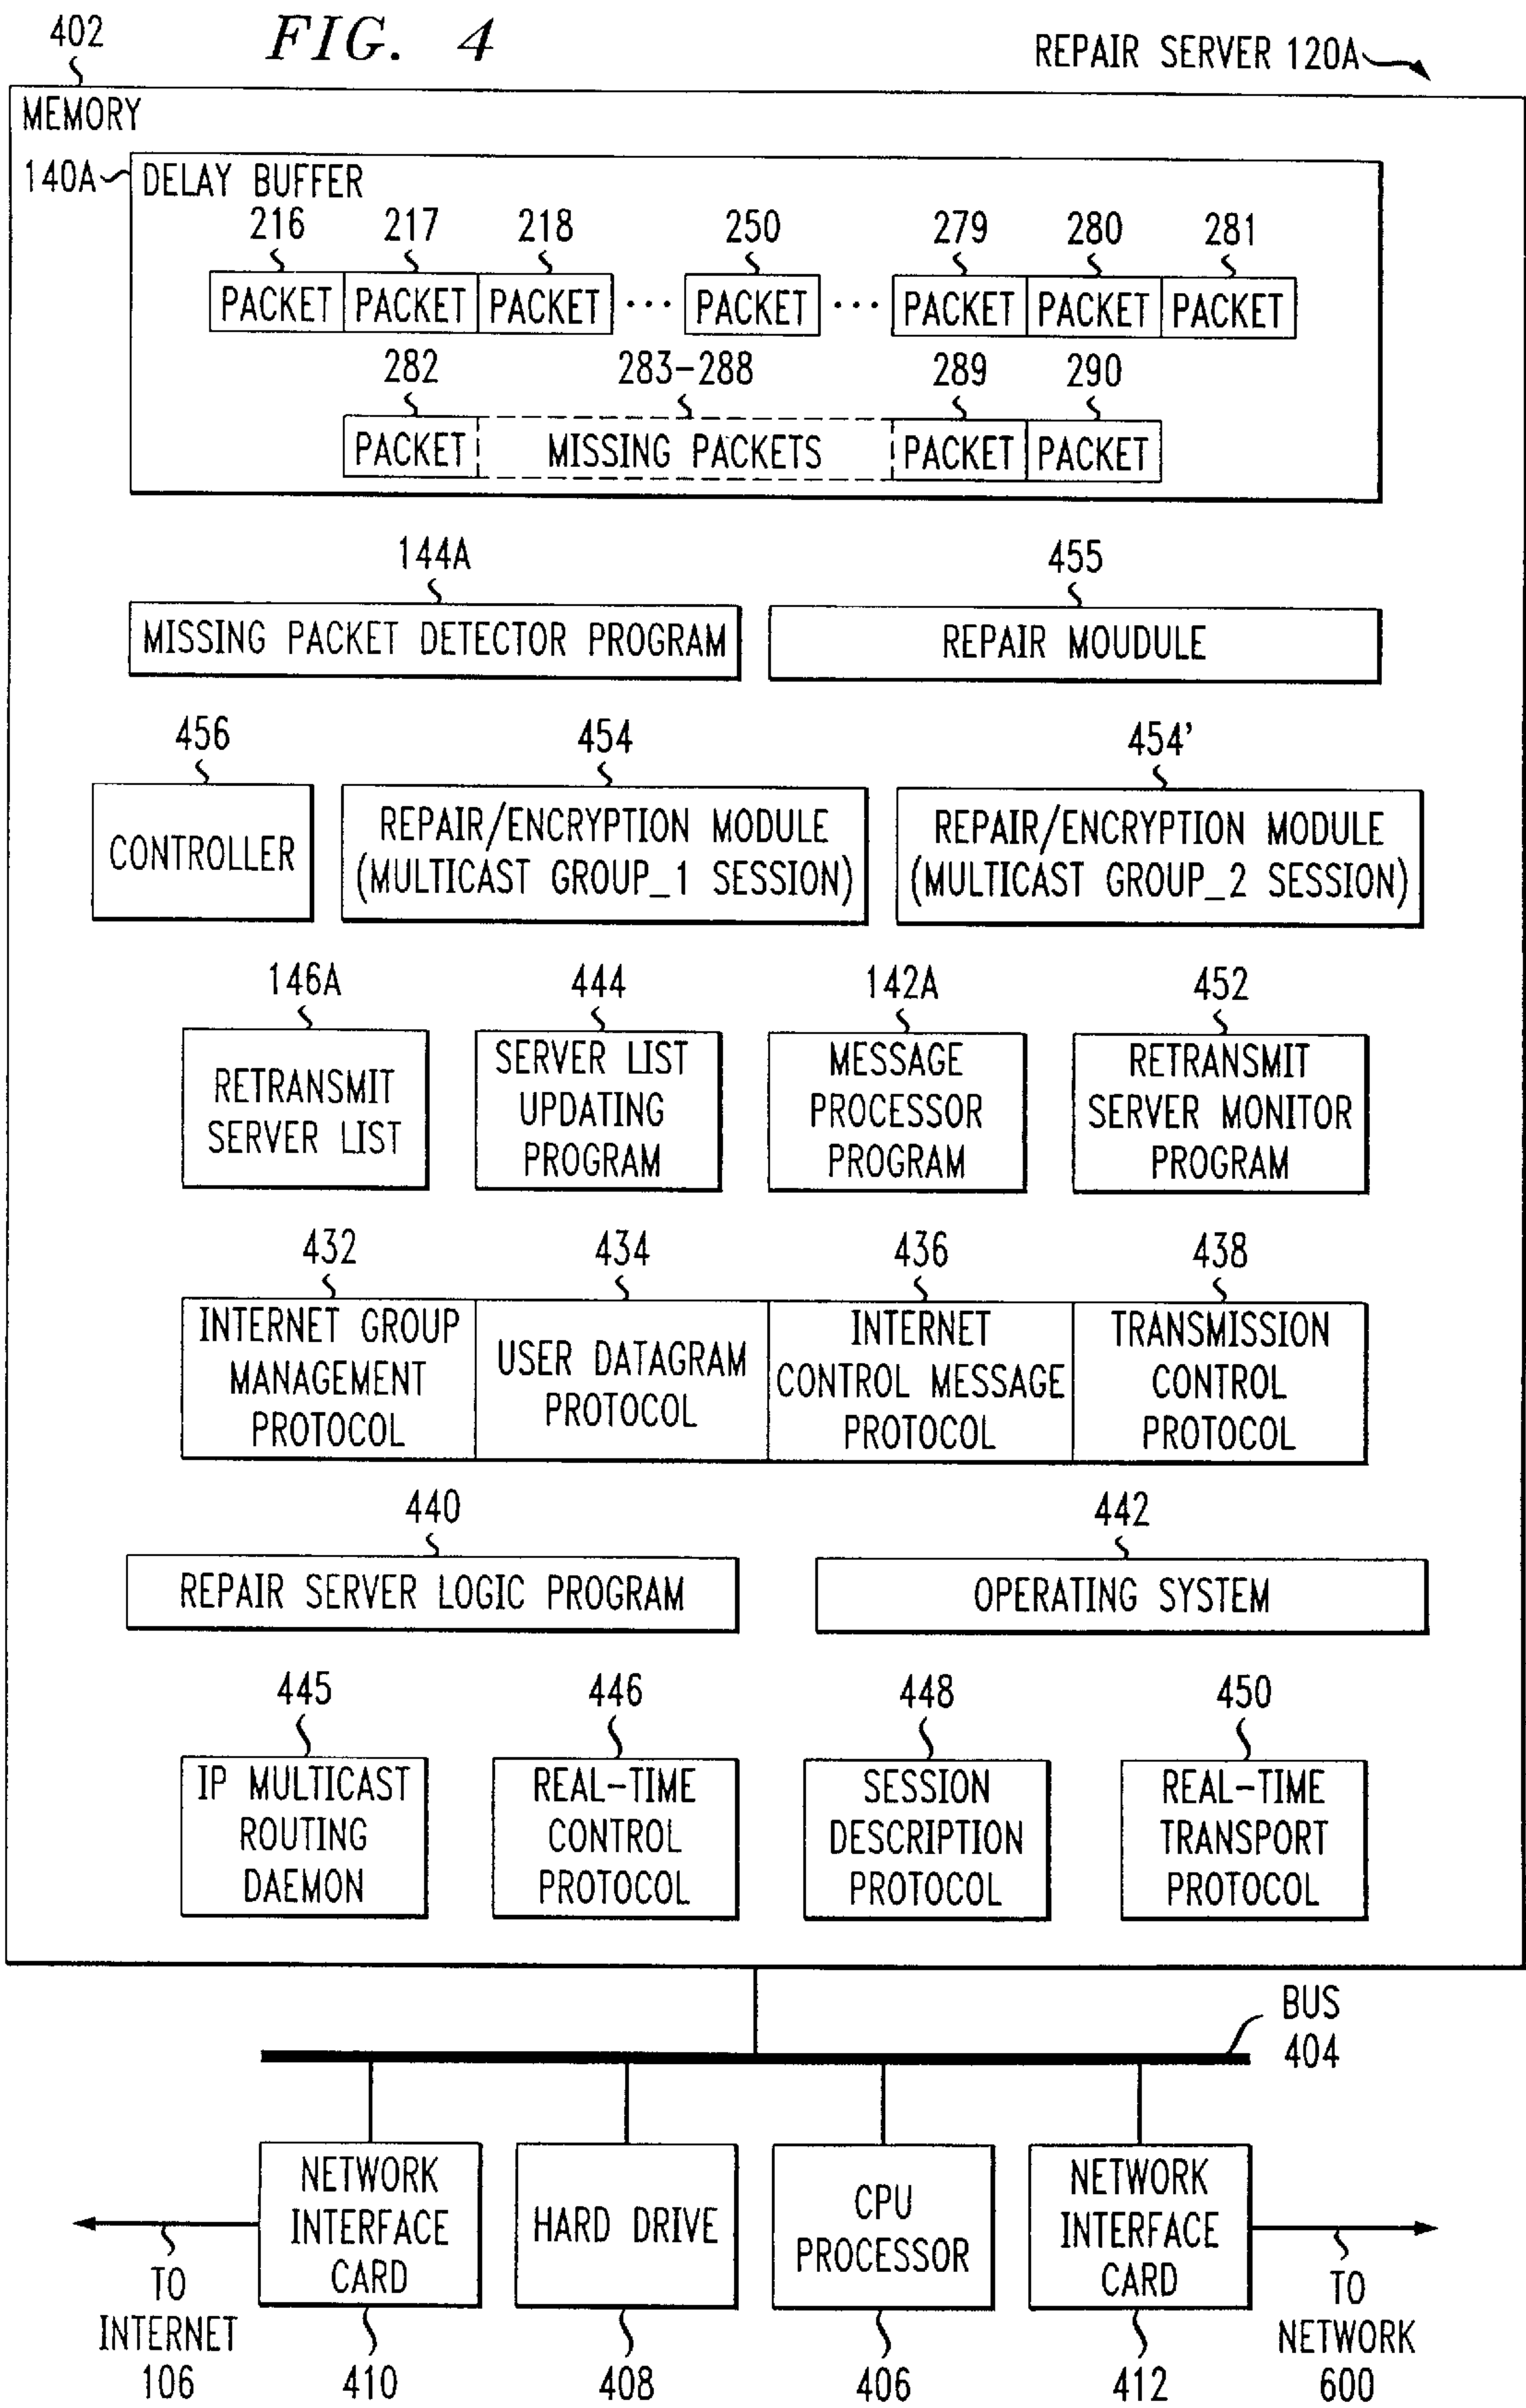 FIG. 4
402
REPAIR SERVER 120A
MEMORY
140A
DELAY BUFFER
216 217 218 250 279 280 281
PACKET PACKET PACKET ... PACKET ... PACKET PACKET PACKET
282 283-288 289 290
PACKET MISSING PACKETS PACKET PACKET
144A 455
MISSING PACKET DETECTOR PROGRAM
REPAIR MOUDULE
456 454 454'
CONTROLLER
REPAIR/ENCRYPTION MODULE
(MULTICAST GROUP_1 SESSION)
REPAIR/ENCRYPTION MODULE
(MULTICAST GROUP_2 SESSION)
146A 444 142A 452
RETRANSMIT
SERVER LIST
SERVER LIST
UPDATING
PROGRAM
MESSAGE
PROCESSOR
PROGRAM
RETRANSMIT
SERVER MONITOR
PROGRAM
432 434 436 438
INTERNET GROUP
MANAGEMENT
PROTOCOL
USER DATAGRAM
PROTOCOL
INTERNET
CONTROL MESSAGE
PROTOCOL
TRANSMISSION
CONTROL
PROTOCOL
440 442
REPAIR SERVER LOGIC PROGRAM
OPERATING SYSTEM
445 446 448 450
IP MULTICAST
ROUTING
DAEMON
REAL-TIME
CONTROL
PROTOCOL
SESSION
DESCRIPTION
PROTOCOL
REAL-TIME
TRANSPORT
PROTOCOL
BUS
404
NETWORK
INTERFACE
CARD
HARD DRIVE
CPU
PROCESSOR
NETWORK
INTERFACE
CARD
TO
INTERNET
106
410 408 406 412
TO
NETWORK
600